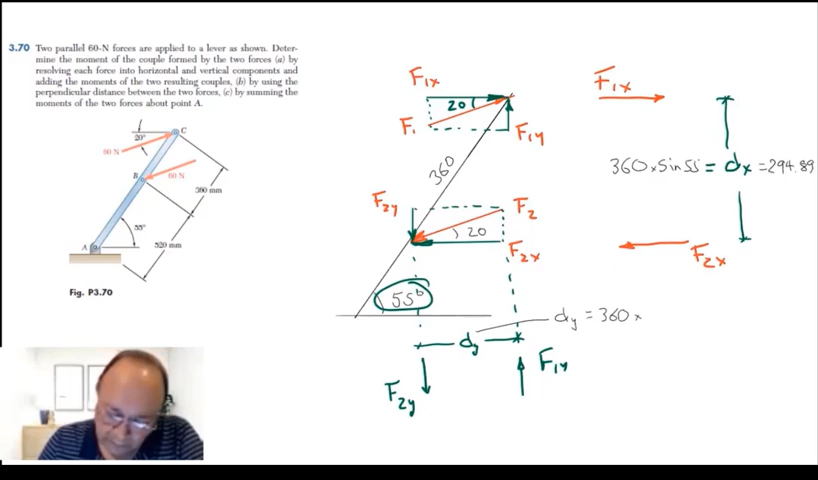 3.70 Two parallel 60-N forces are applied to a lever as shown. Deter-
mine the moment of the couple formed by the two forces (a) by
resolving each force into horizontal and vertical components and
adding the moments of the two resulting couples, (b) by using the
perpendicular distance between the two forces, (c) by summing the
moments of the two forces about point A.
C
20°
60 N
B
60 N
360 mm
55°
520 mm
A
Fig. P3.70
F1x
20
F1
F1y
360
F2y
F2
20
F2x
55°
dy
dy = 360 x
F2y
F1y
F1x
360 x Sin 55 = dx = 294.89
F2x